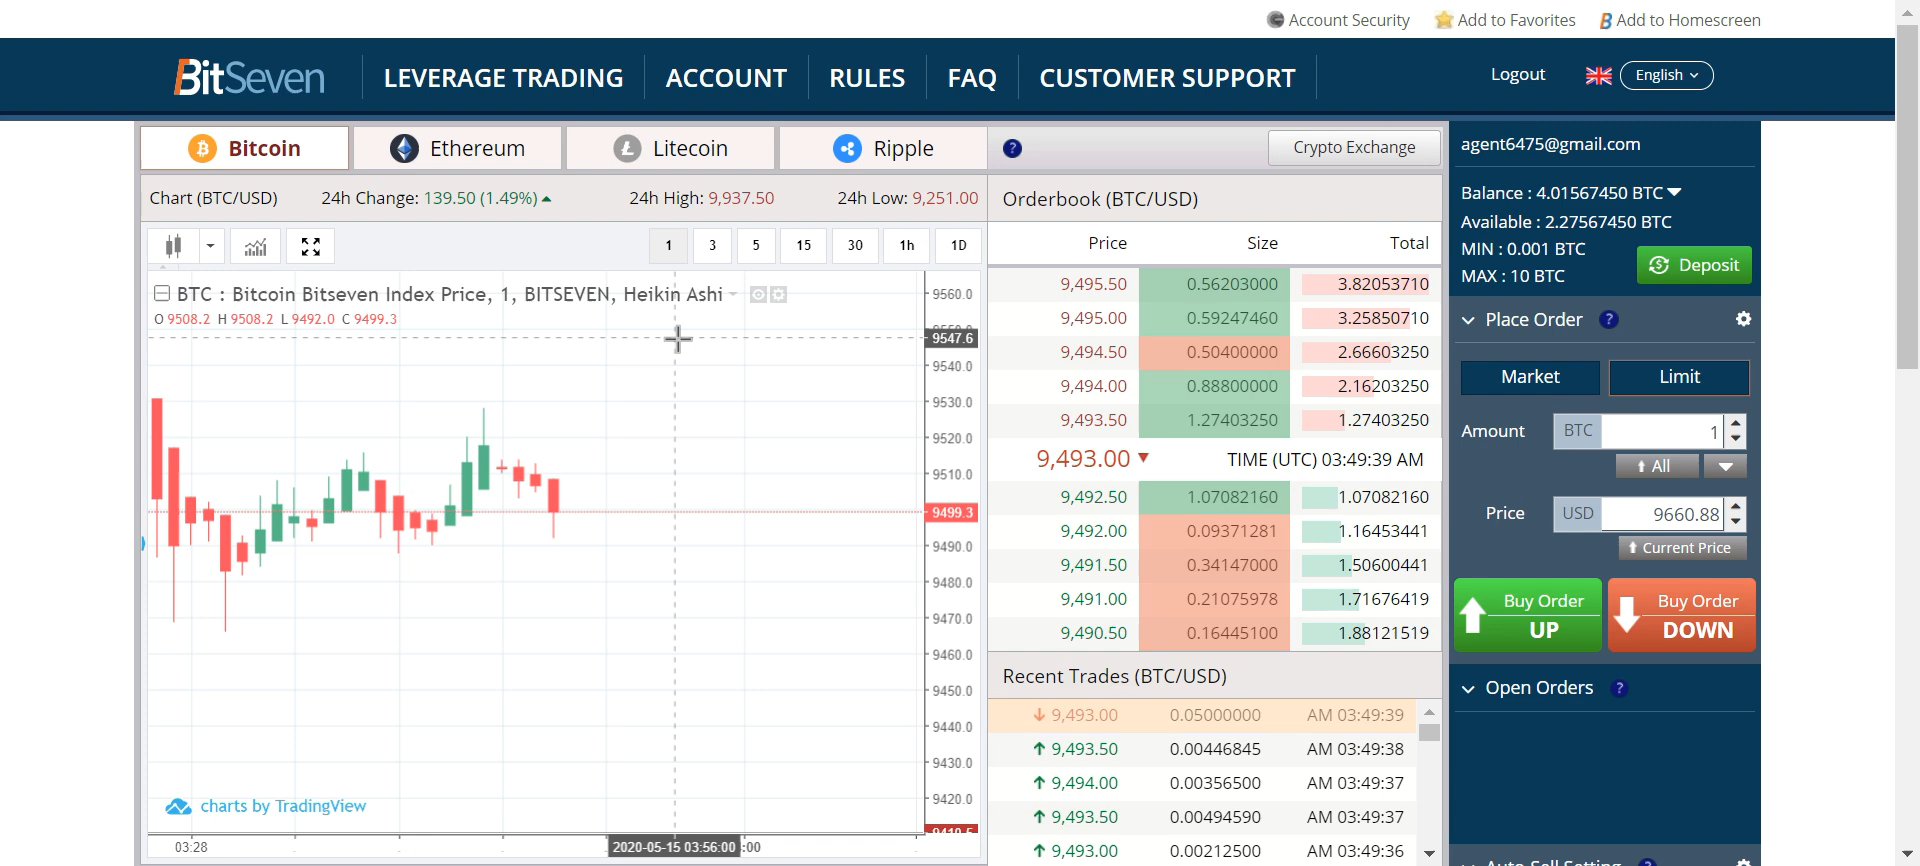 Account Security Add to Favorites Add to Homescreen
BitSeven LEVERAGE TRADING ACCOUNT RULES FAQ CUSTOMER SUPPORT Logout English
Bitcoin Ethereum Litecoin Ripple ? Crypto Exchange
agent6475@gmail.com
Chart (BTC/USD) 24h Change: 139.50 (1.49%) 24h High: 9,937.50 24h Low: 9,251.00
Orderbook (BTC/USD)
Balance : 4.01567450 BTC
Available : 2.27567450 BTC
MIN : 0.001 BTC
MAX : 10 BTC
Deposit
1 3 5 15 30 1h 1D
Price Size Total
BTC : Bitcoin Bitseven Index Price, 1, BITSEVEN, Heikin Ashi
O 9508.2 H 9508.2 L 9492.0 C 9499.3
9560.0
9547.6
9540.0
9530.0
9520.0
9510.0
9499.3
9490.0
9480.0
9470.0
9460.0
9450.0
9440.0
9430.0
9420.0
charts by TradingView
03:28 2020-05-15 03:56:00 :00
9,495.50 0.56203000 3.82053710
9,495.00 0.59247460 3.25850710
9,494.50 0.50400000 2.66603250
9,494.00 0.88800000 2.16203250
9,493.50 1.27403250 1.27403250
9,493.00 TIME (UTC) 03:49:39 AM
9,492.50 1.07082160 1.07082160
9,492.00 0.09371281 1.16453441
9,491.50 0.34147000 1.50600441
9,491.00 0.21075978 1.71676419
9,490.50 0.16445100 1.88121519
Recent Trades (BTC/USD)
9,493.00 0.05000000 AM 03:49:39
9,493.50 0.00446845 AM 03:49:38
9,494.00 0.00356500 AM 03:49:37
9,493.50 0.00494590 AM 03:49:37
9,493.00 0.00212500 AM 03:49:36
Place Order ?
Market Limit
Amount BTC 1
All
Price USD 9660.88
Current Price
Buy Order UP
Buy Order DOWN
Open Orders ?
Auto Sell Setting